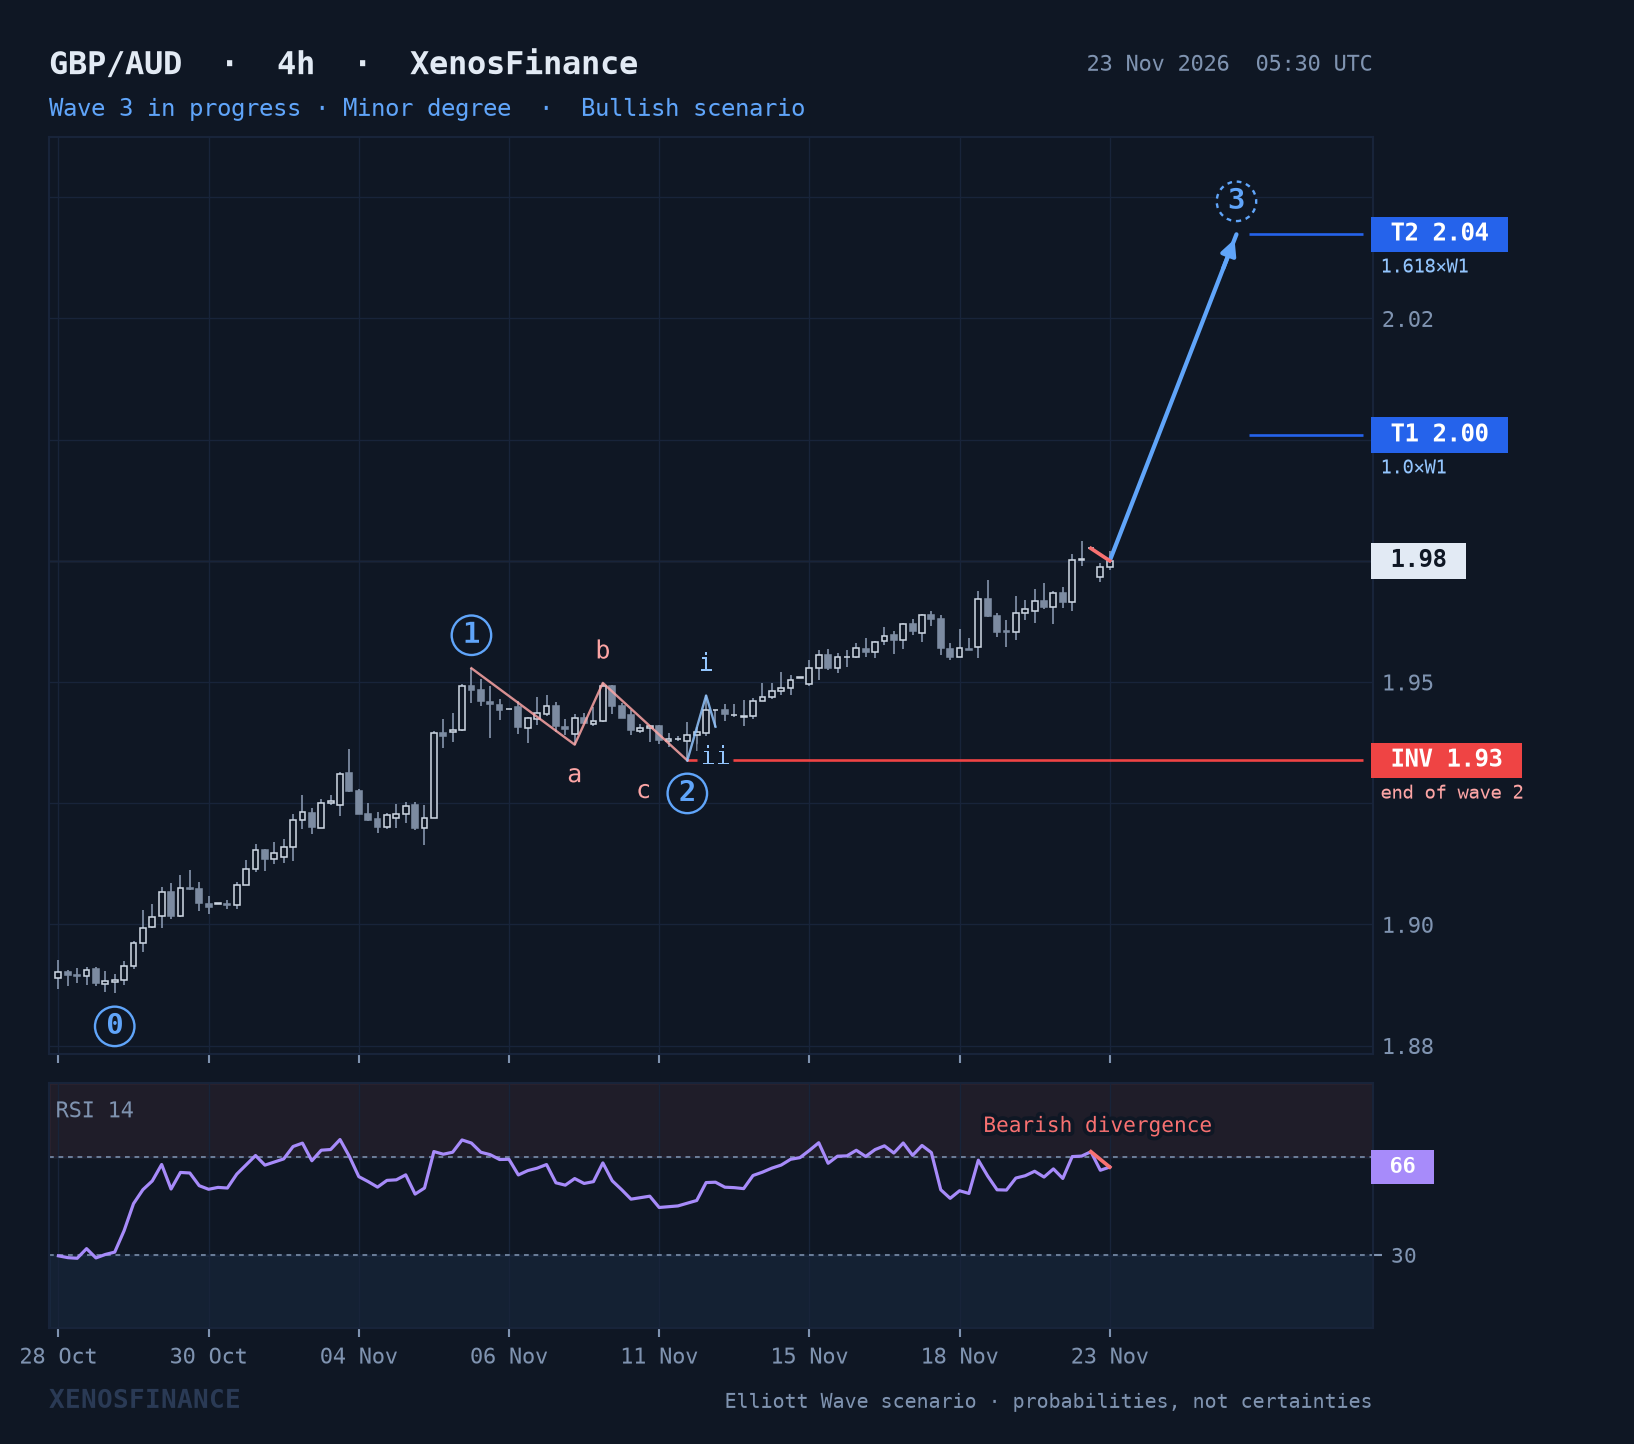 GBP/AUD · 4h · XenosFinance
23 Nov 2026 05:30 UTC
Wave 3 in progress · Minor degree · Bullish scenario
3
T2 2.04
1.618×W1
2.02
T1 2.00
1.0×W1
1.98
1
b
i
1.95
a
ii
c
2
INV 1.93
end of wave 2
1.90
0
1.88
RSI 14
Bearish divergence
66
30
28 Oct
30 Oct
04 Nov
06 Nov
11 Nov
15 Nov
18 Nov
23 Nov
XENOSFINANCE
Elliott Wave scenario · probabilities, not certainties